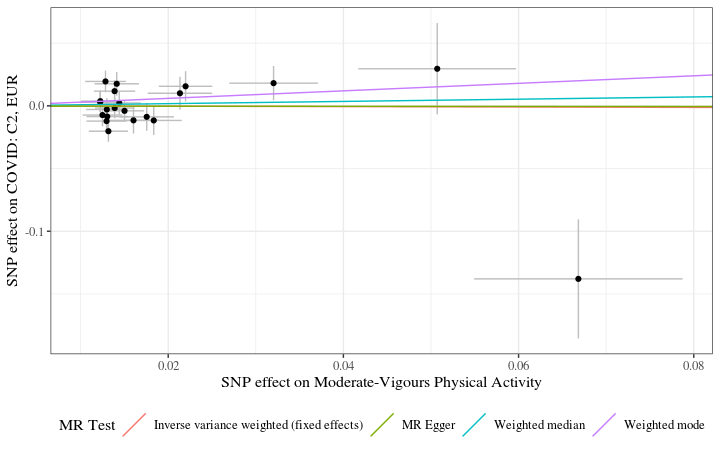 SNP effect on COVID: C2, EUR
0.0
-0.1
0.02
0.04
0.06
0.08
SNP effect on Moderate-Vigours Physical Activity
MR Test
Inverse variance weighted (fixed effects)
MR Egger
Weighted median
Weighted mode